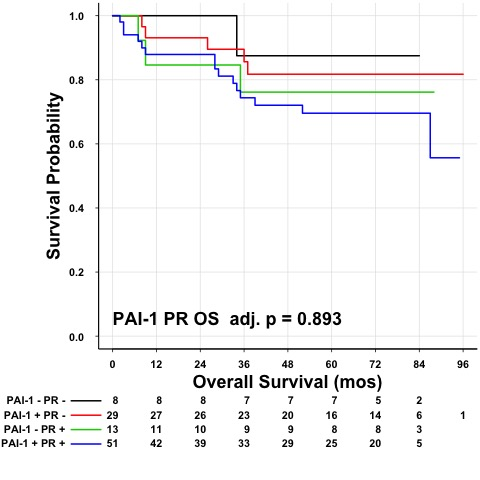 1.0
0.8
0.6
0.4
0.2
0.0
Survival Probability
PAI-1 PR OS adj. p = 0.893
0 12 24 36 48 60 72 84 96
Overall Survival (mos)
PAI-1 - PR - 8 8 8 7 7 7 5 2
PAI-1 + PR - 29 27 26 23 20 16 14 6 1
PAI-1 - PR + 13 11 10 9 9 8 8 3
PAI-1 + PR + 51 42 39 33 29 25 20 5